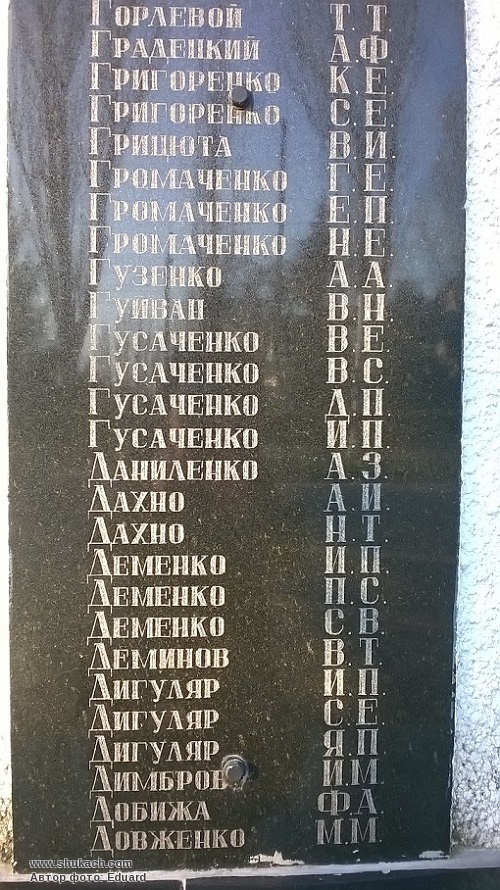 Горлевой Т. Т.
Градецкий А. Ф.
Григоренко К. Е.
Григоренко С. Е.
Грицюта В. И.
Громаченко Г. Е.
Громаченко Е. П.
Громаченко Н. Е.
Гузенко А. А.
Гуйван В. Н.
Гусаченко В. Е.
Гусаченко В. С.
Гусаченко Д. П.
Гусаченко И. П.
Даниленко А. З.
Дахно А. И.
Дахно Н. Т.
Деменко И. П.
Деменко П. С.
Деменко С. В.
Деминов В. Т.
Дигуляр И. П.
Дигуляр С. Е.
Дигуляр Я. П.
Димбров И. М.
Добижа Ф. А.
Довженко М. М.
www.shukach.com
Автор фото: Eduard